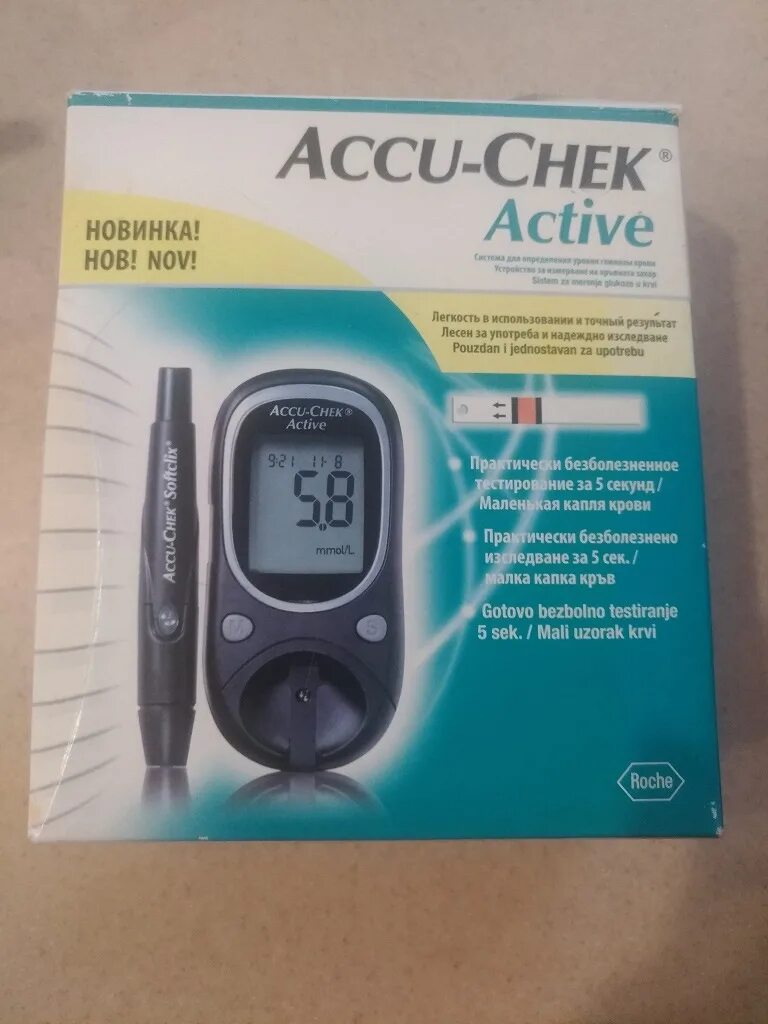 ACCU-CHEK®
Active
НОВИНКА!
НОВ! NOV!
Система для определения уровня глюкозы крови
Устройство за измерване на кръвната захар
Sistem za merenje glukoze u krvi
Легкость в использовании и точный результат
Лесен за употреба и надеждно изследване
Pouzdan i jednostavan za upotrebu
ACCU-CHEK® Softclix®
ACCU-CHEK®
Active
9:21 11-8
5.8
mmol/L
M S
Практически безболезненное
тестирование за 5 секунд /
Маленькая капля крови
Практически безболезнено
изследване за 5 сек. /
малка капка кръв
Gotovo bezbolno testiranje
5 sek. / Mali uzorak krvi
Roche